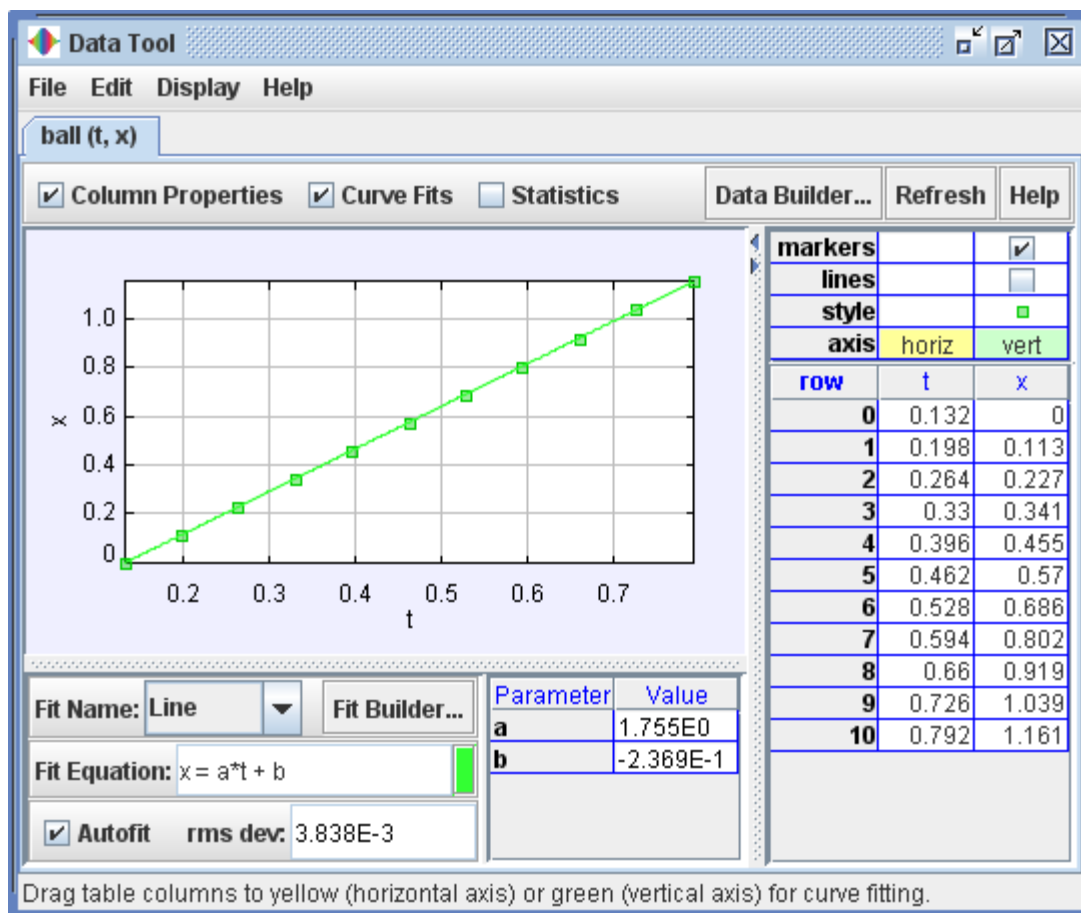 Data Tool
File Edit Display Help
ball (t, x)
Column Properties Curve Fits Statistics Data Builder... Refresh Help
1.0
0.8
0.6
0.4
0.2
0
x
0.2 0.3 0.4 0.5 0.6 0.7
t
markers
lines
style
axis horiz vert
row t x
0 0.132 0
1 0.198 0.113
2 0.264 0.227
3 0.33 0.341
4 0.396 0.455
5 0.462 0.57
6 0.528 0.686
7 0.594 0.802
8 0.66 0.919
9 0.726 1.039
10 0.792 1.161
Fit Name: Line Fit Builder...
Fit Equation: x = a*t + b
Autofit rms dev: 3.838E-3
Parameter Value
a 1.755E0
b -2.369E-1
Drag table columns to yellow (horizontal axis) or green (vertical axis) for curve fitting.